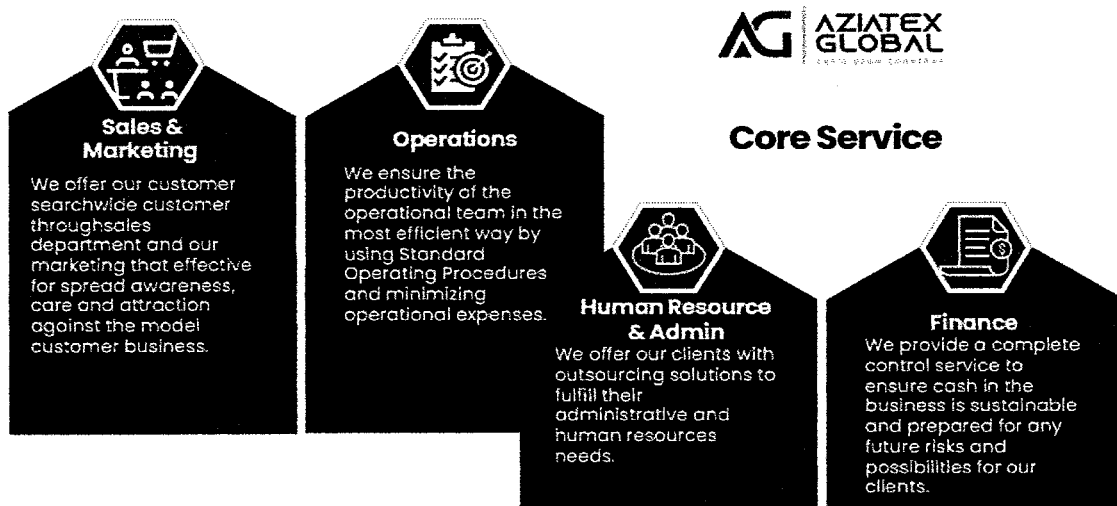 AG AZIATEX
GLOBAL
Core Service
Sales &
Marketing
We offer our customer
searchwide customer
throughsales
department and our
marketing that effective
for spread awareness,
care and attraction
against the model
customer business.
Operations
We ensure the
productivity of the
operational team in the
most efficient way by
using Standard
Operating Procedures
and minimizing
operational expenses.
Human Resource
& Admin
We offer our clients with
outsourcing solutions to
fulfill their
administrative and
human resources
needs.
Finance
We provide a complete
control service to
ensure cash in the
business is sustainable
and prepared for any
future risks and
possibilities for our
clients.